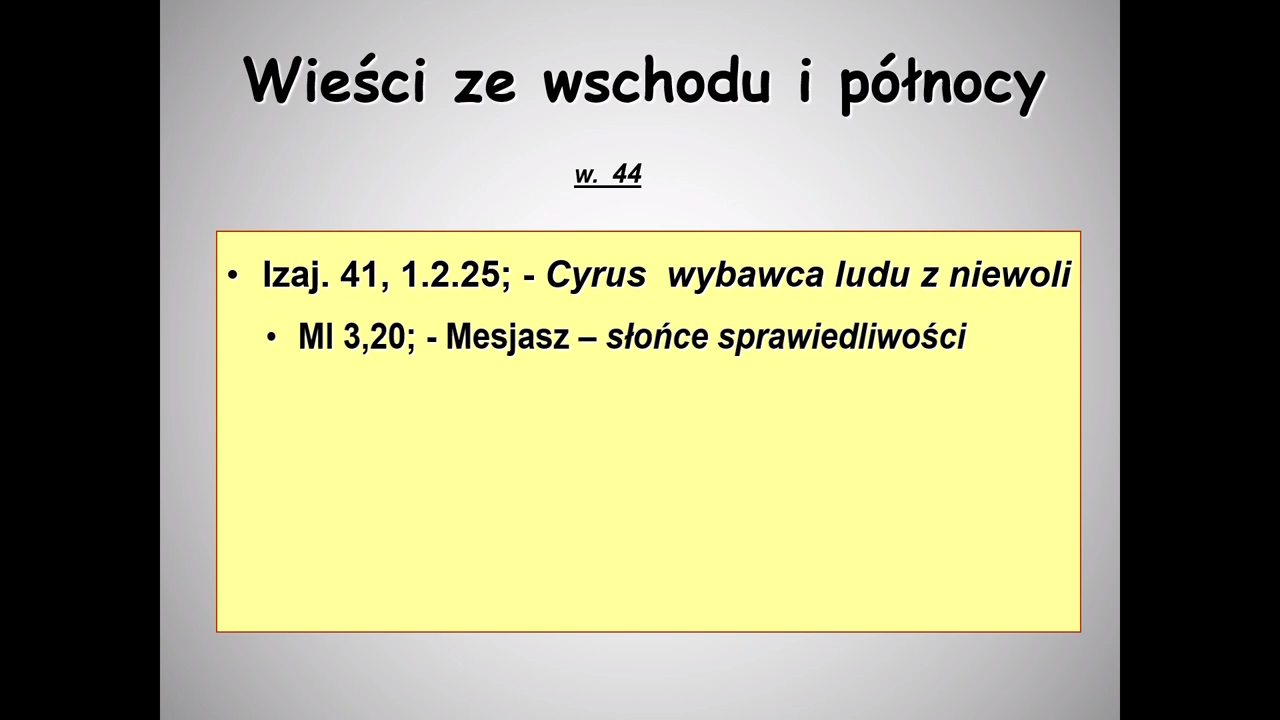 Wieści ze wschodu i północy
w. 44
• Izaj. 41, 1.2.25; - Cyrus wybawca ludu z niewoli
• Ml 3,20; - Mesjasz – słońce sprawiedliwości